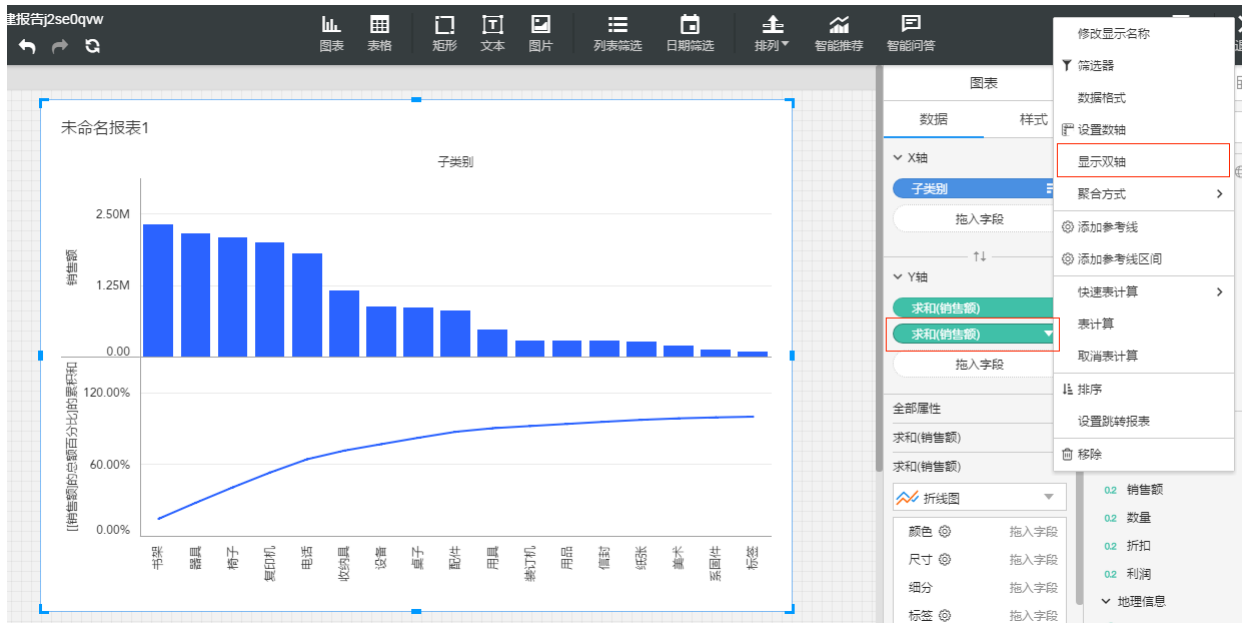 建报告j2se0qvw
图表
表格
矩形
文本
图片
列表筛选
日期筛选
排列
智能推荐
智能问答
未命名报表1
子类别
销售额
2.50M
1.25M
0.00
[[销售额]的总额百分比]的累积和
120.00%
60.00%
0.00%
书架
器具
椅子
复印机
电话
收纳具
设备
桌子
配件
用具
装订机
用品
信封
纸张
美术
系固件
标签
图表
数据
样式
X轴
子类别
拖入字段
Y轴
求和(销售额)
求和(销售额)
拖入字段
全部属性
求和(销售额)
求和(销售额)
折线图
颜色
拖入字段
尺寸
拖入字段
细分
拖入字段
标签
拖入字段
修改显示名称
筛选器
数据格式
设置数轴
显示双轴
聚合方式
添加参考线
添加参考线区间
快速表计算
表计算
取消表计算
排序
设置跳转报表
移除
0.2 销售额
0.2 数量
0.2 折扣
0.2 利润
地理信息